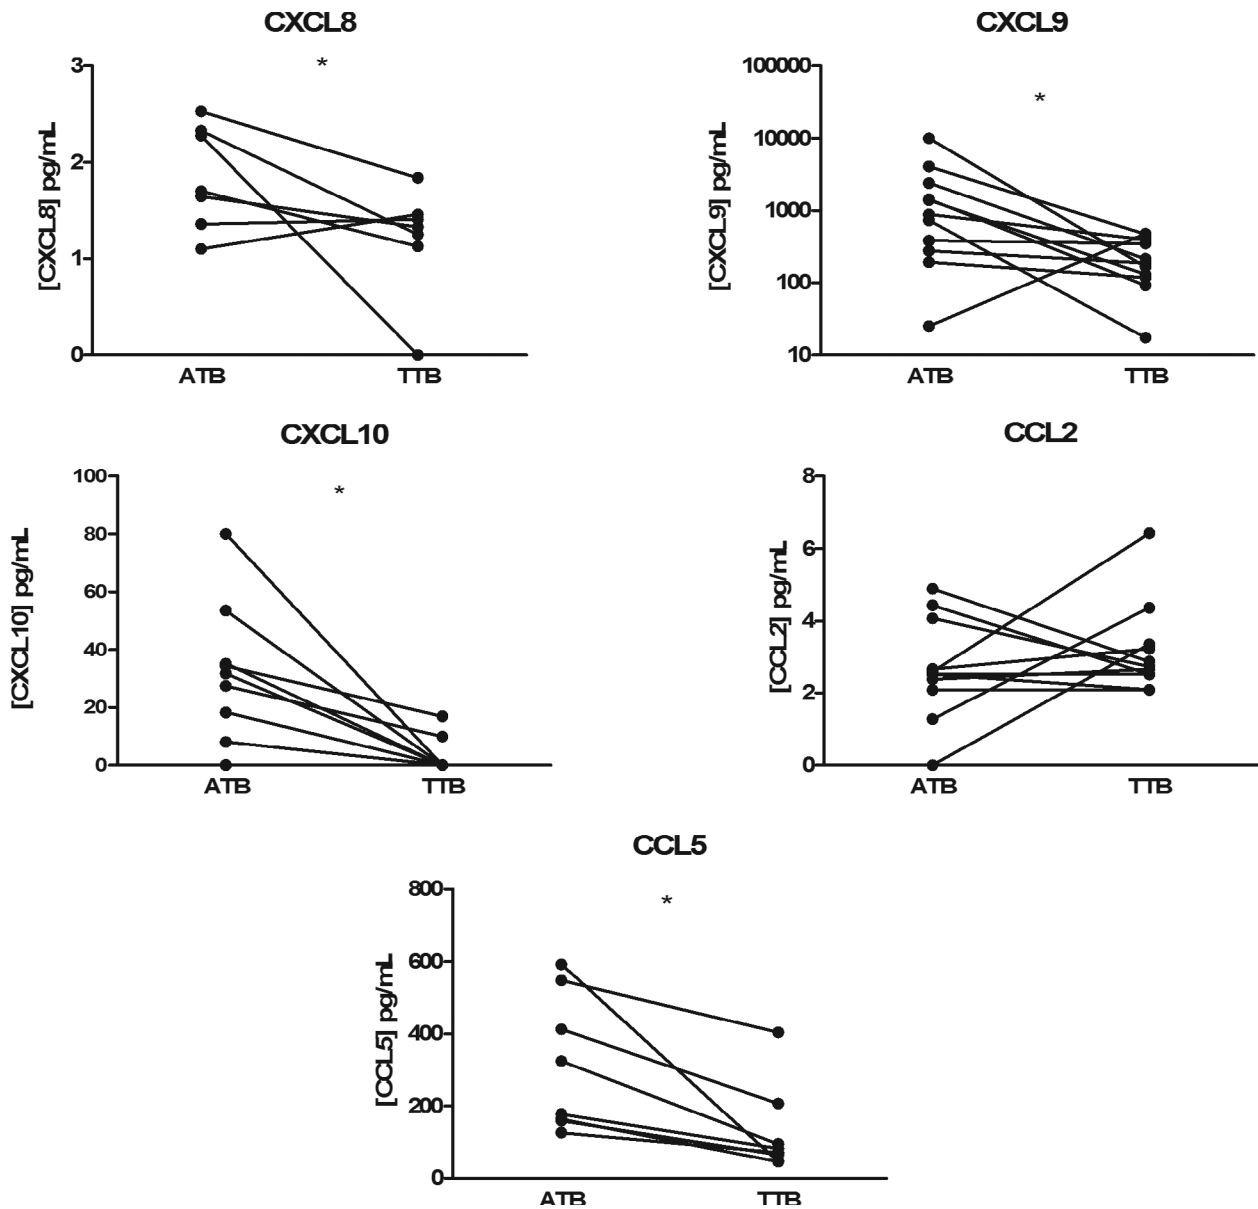 CXCL8
*
[CXCL8] pg/mL
3
2
1
0
ATB TTB
CXCL9
*
[CXCL9] pg/mL
100000
10000
1000
100
10
ATB TTB
CXCL10
*
[CXCL10] pg/mL
100
80
60
40
20
0
ATB TTB
CCL2
[CCL2] pg/mL
8
6
4
2
0
ATB TTB
CCL5
*
[CCL5] pg/mL
800
600
400
200
0
ATB TTB